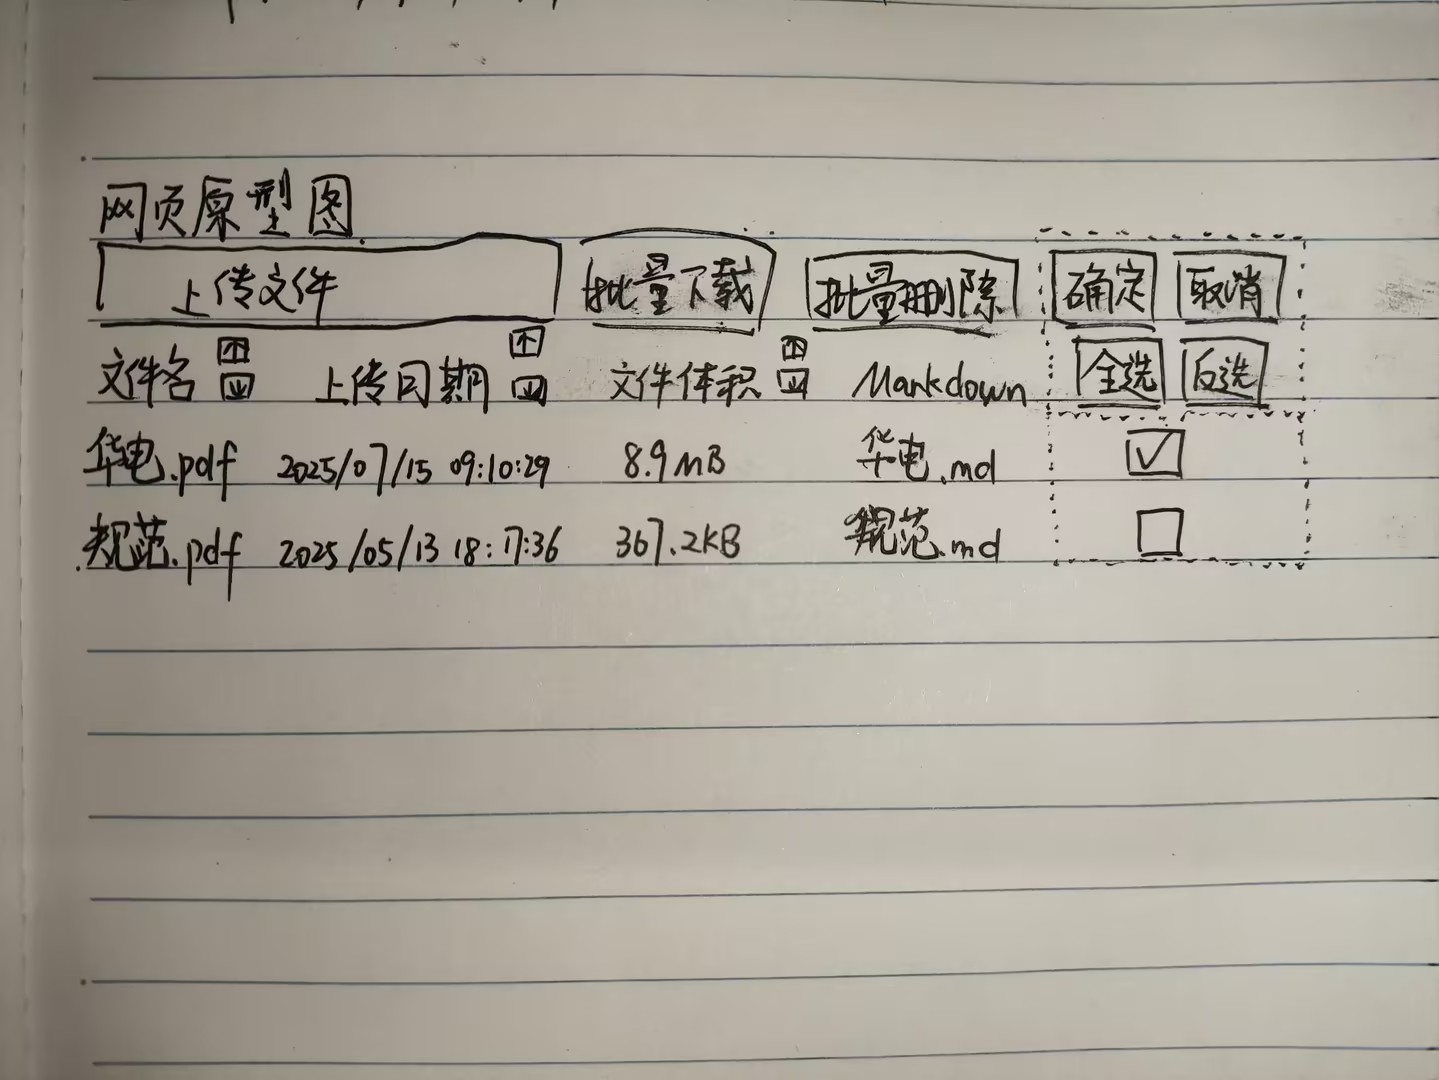 网页原型图
上传文件 批量下载 批量删除 确定 取消
文件名 上传日期 文件体积 Markdown 全选 反选
华电.pdf 2025/07/15 09:10:29 8.9MB 华电.md
规范.pdf 2025/05/13 18:17:36 367.2KB 规范.md